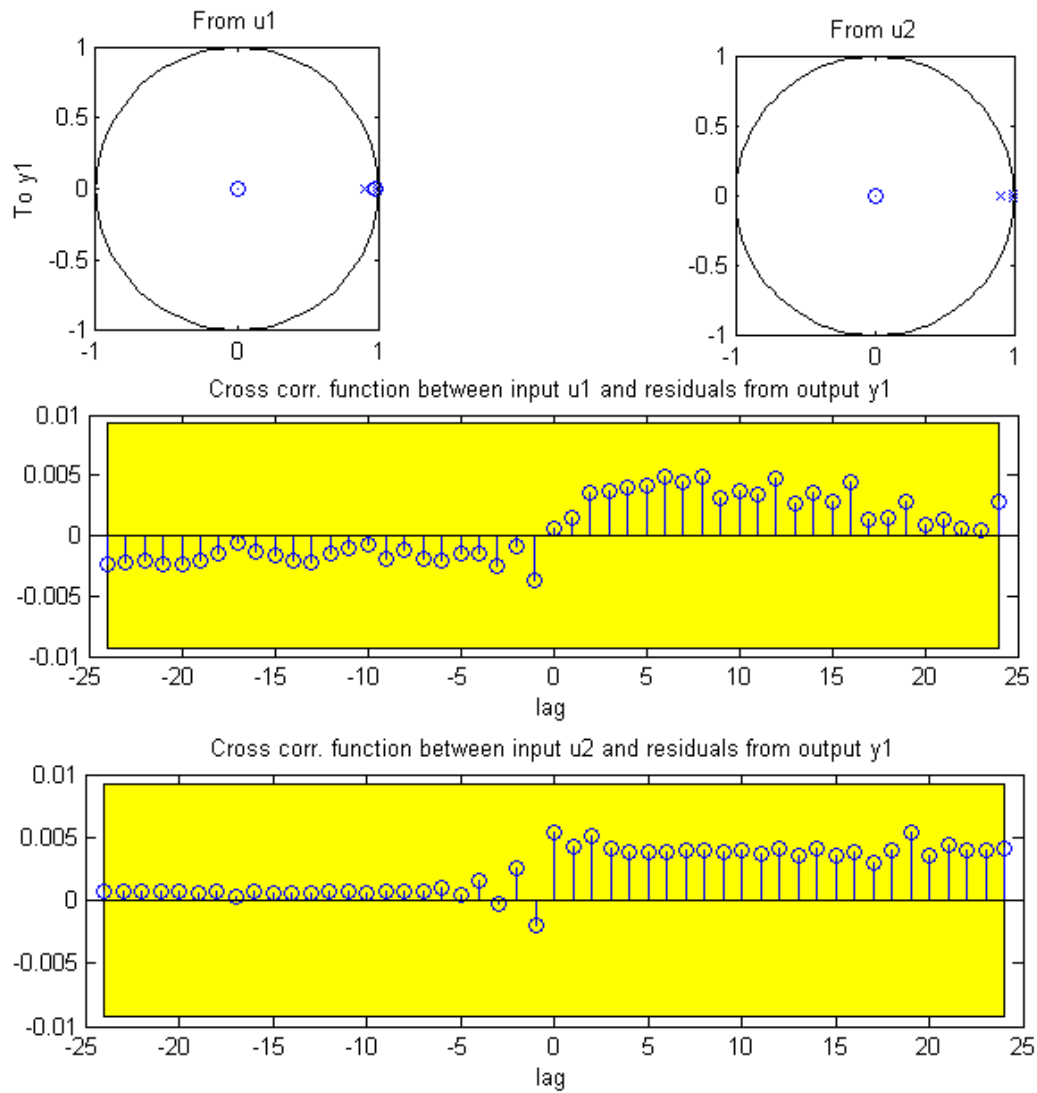 From u1
From u2
To y1
1
0.5
0
-0.5
-1
-1 0 1
1
0.5
0
-0.5
-1
-1 0 1
Cross corr. function between input u1 and residuals from output y1
0.01
0.005
0
-0.005
-0.01
-25 -20 -15 -10 -5 0 5 10 15 20 25
lag
Cross corr. function between input u2 and residuals from output y1
0.01
0.005
0
-0.005
-0.01
-25 -20 -15 -10 -5 0 5 10 15 20 25
lag